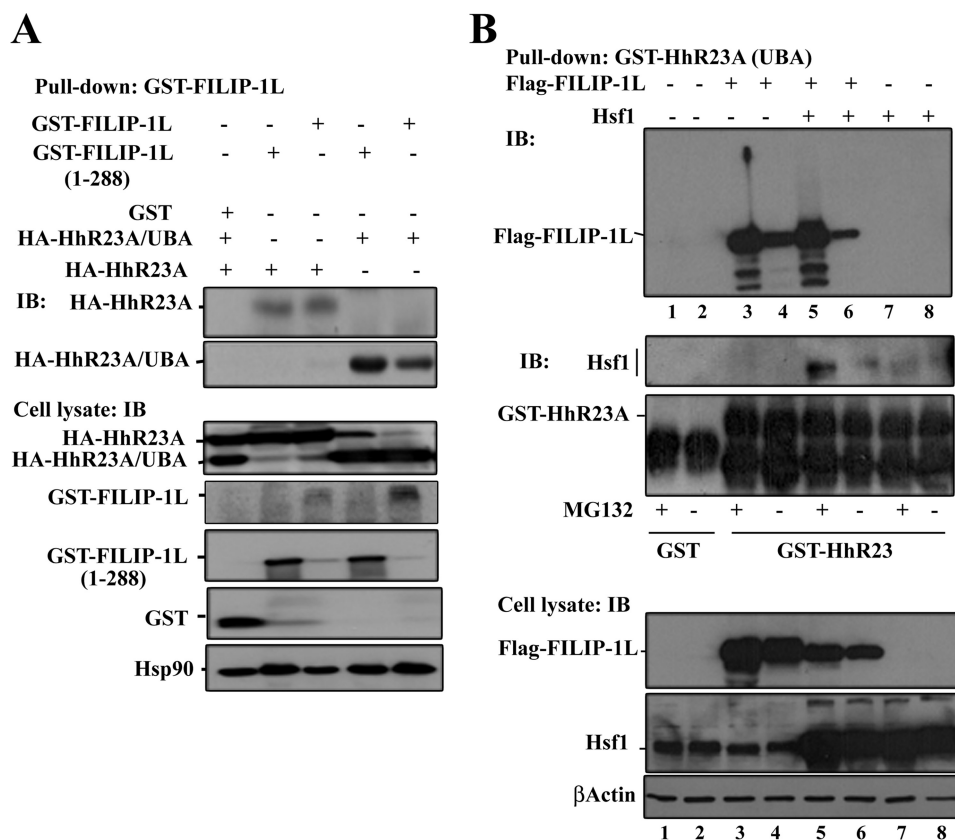 A
Pull-down: GST-FILIP-1L
GST-FILIP-1L - - + - +
GST-FILIP-1L - + - + -
(1-288)
GST + - - - -
HA-HhR23A/UBA + - - + +
HA-HhR23A + + + - -
IB: HA-HhR23A
HA-HhR23A/UBA
Cell lysate: IB
HA-HhR23A
HA-HhR23A/UBA
GST-FILIP-1L
GST-FILIP-1L
(1-288)
GST
Hsp90
B
Pull-down: GST-HhR23A (UBA)
Flag-FILIP-1L - - + + + + - -
Hsf1 - - - - + + + +
IB:
Flag-FILIP-1L
1 2 3 4 5 6 7 8
IB: Hsf1
GST-HhR23A
MG132 + - + - + - + -
GST GST-HhR23
Cell lysate: IB
Flag-FILIP-1L
Hsf1
βActin
1 2 3 4 5 6 7 8